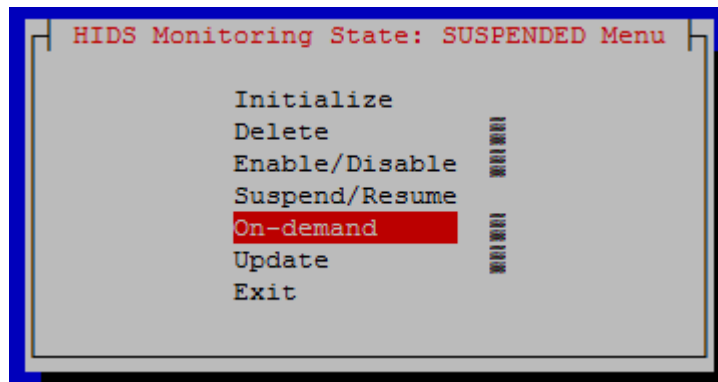 HIDS Monitoring State: SUSPENDED Menu
Initialize
Delete
Enable/Disable
Suspend/Resume
On-demand
Update
Exit